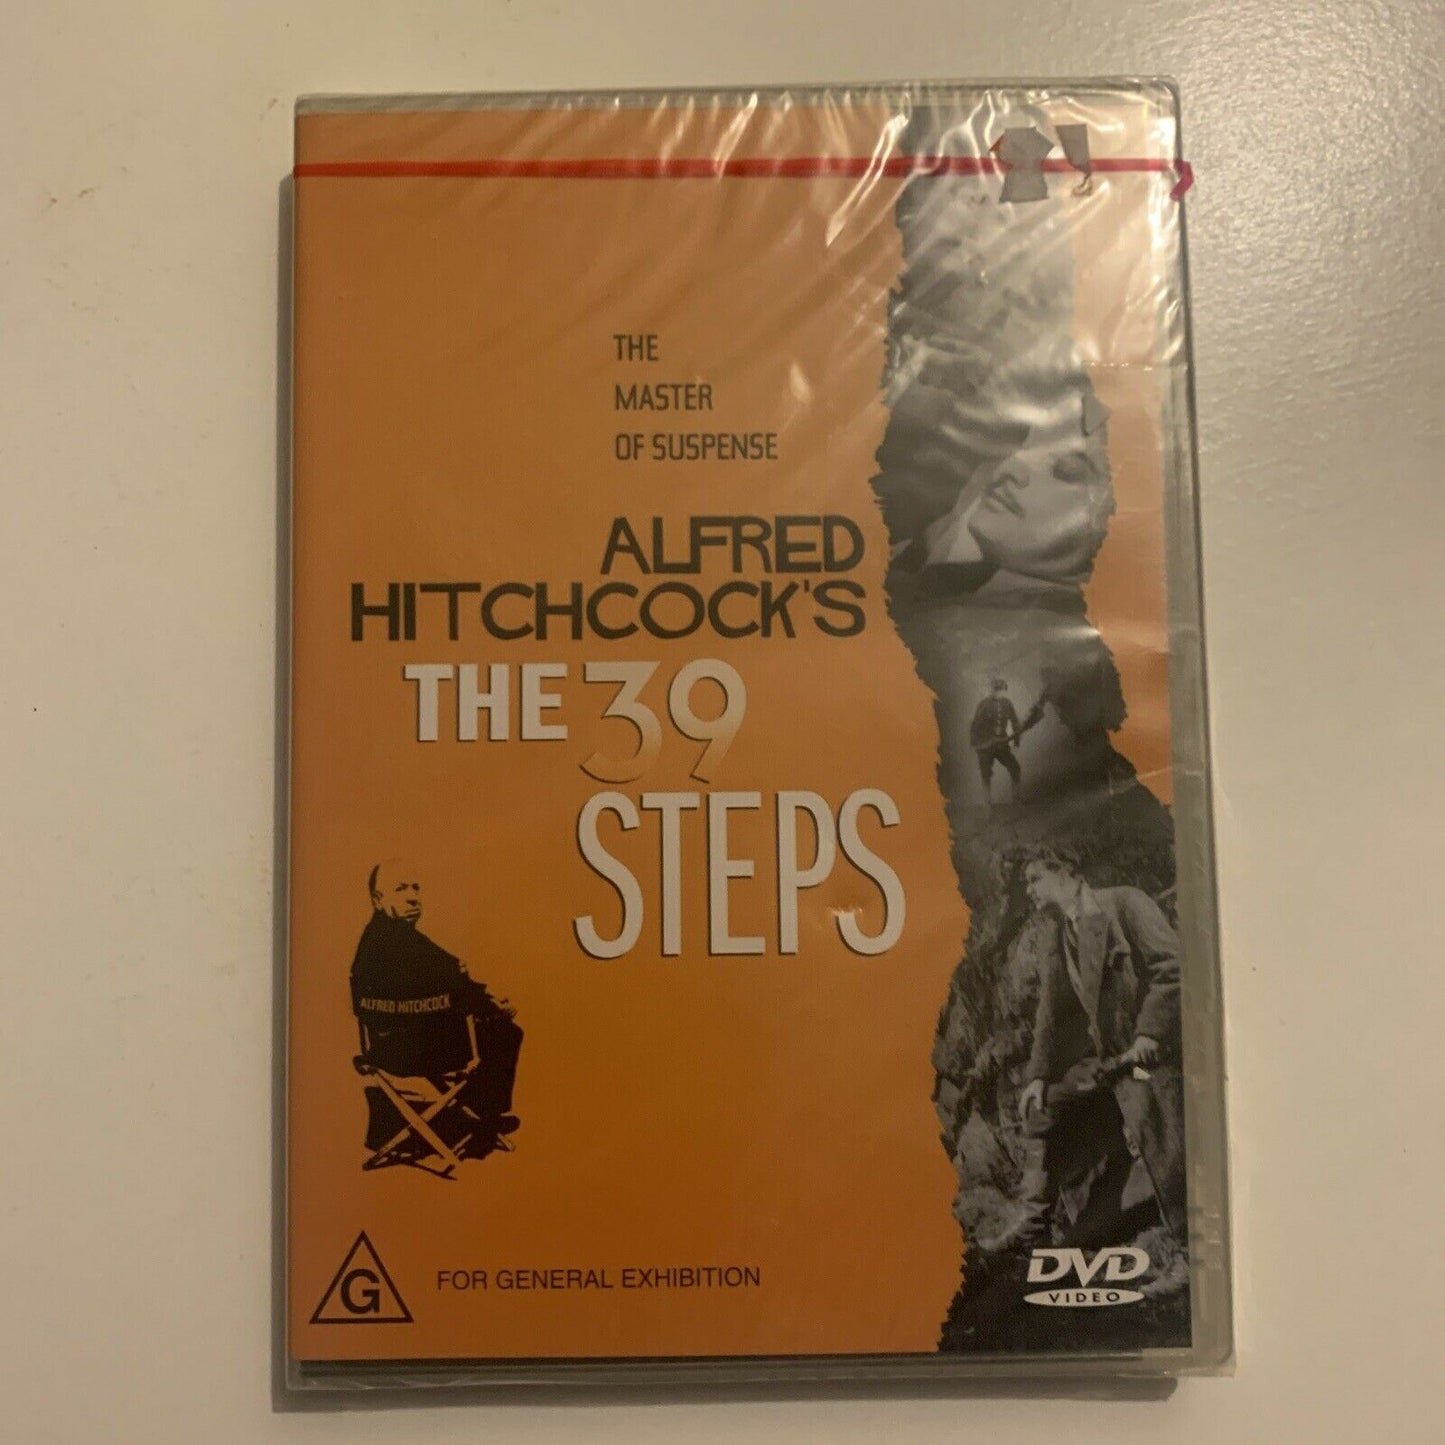 THE
MASTER
OF SUSPENSE
ALFRED
HITCHCOCK'S
THE 39
STEPS
ALFRED HITCHCOCK
G FOR GENERAL EXHIBITION
DVD
VIDEO